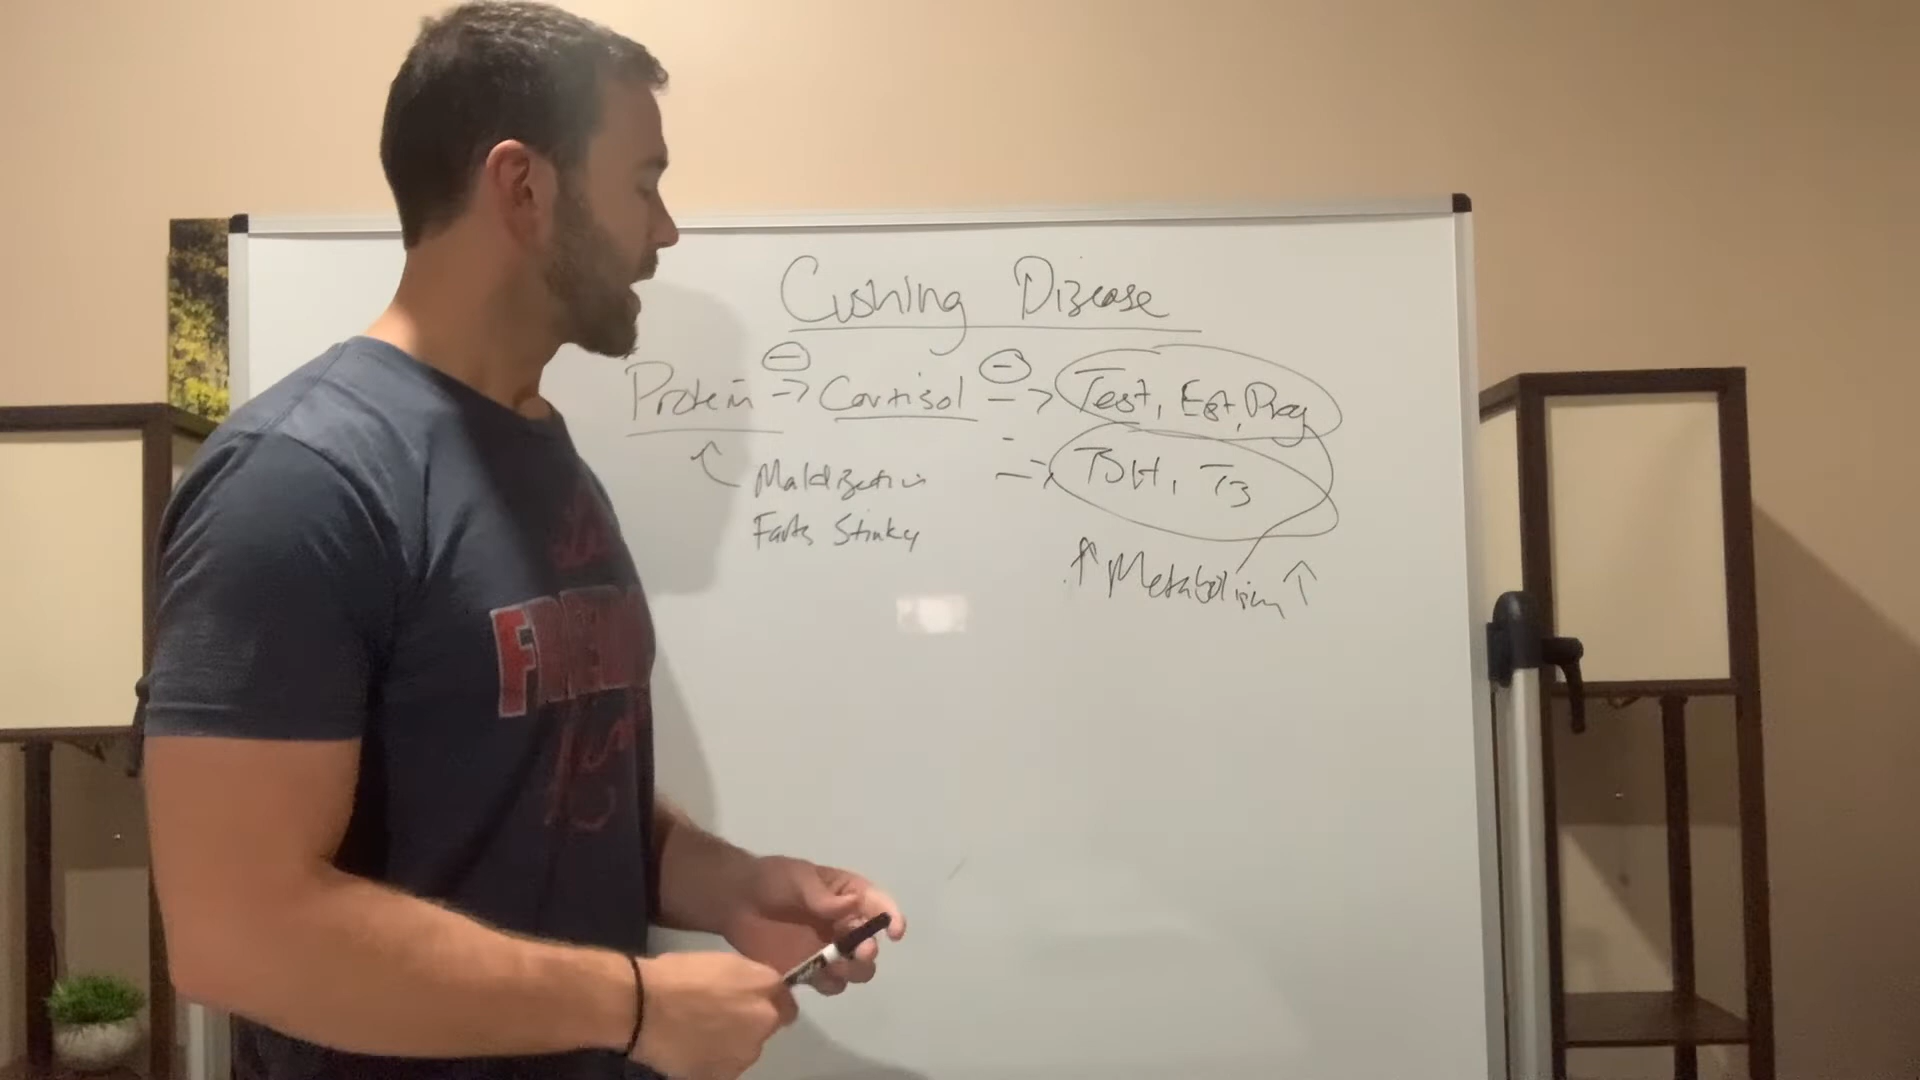 Cushing Disease
Protein -> Cortisol -> Test, Est, Prog
Maldigestion -> TSH, T3
Farts Stinky
↑ Metabolism ↑